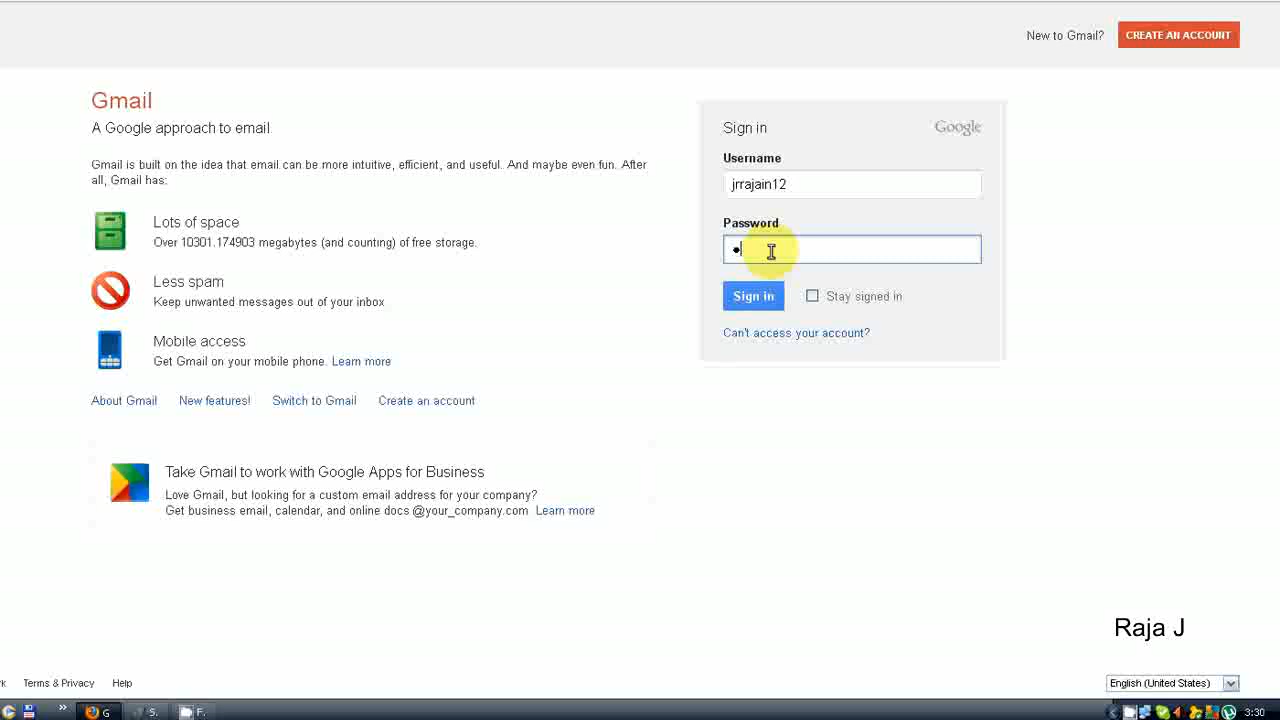 New to Gmail? CREATE AN ACCOUNT
Gmail
A Google approach to email
Gmail is built on the idea that email can be more intuitive, efficient, and useful. And maybe even fun. After
all, Gmail has:
Lots of space
Over 10301.174903 megabytes (and counting) of free storage.
Less spam
Keep unwanted messages out of your inbox
Mobile access
Get Gmail on your mobile phone. Learn more
About Gmail New features! Switch to Gmail Create an account
Take Gmail to work with Google Apps for Business
Love Gmail, but looking for a custom email address for your company?
Get business email, calendar, and online docs @your_company.com Learn more
Sign in Google
Username
jrrajain12
Password
Sign in Stay signed in
Can't access your account?
Raja J
Terms & Privacy Help
English (United States)
G S. F. 3:30